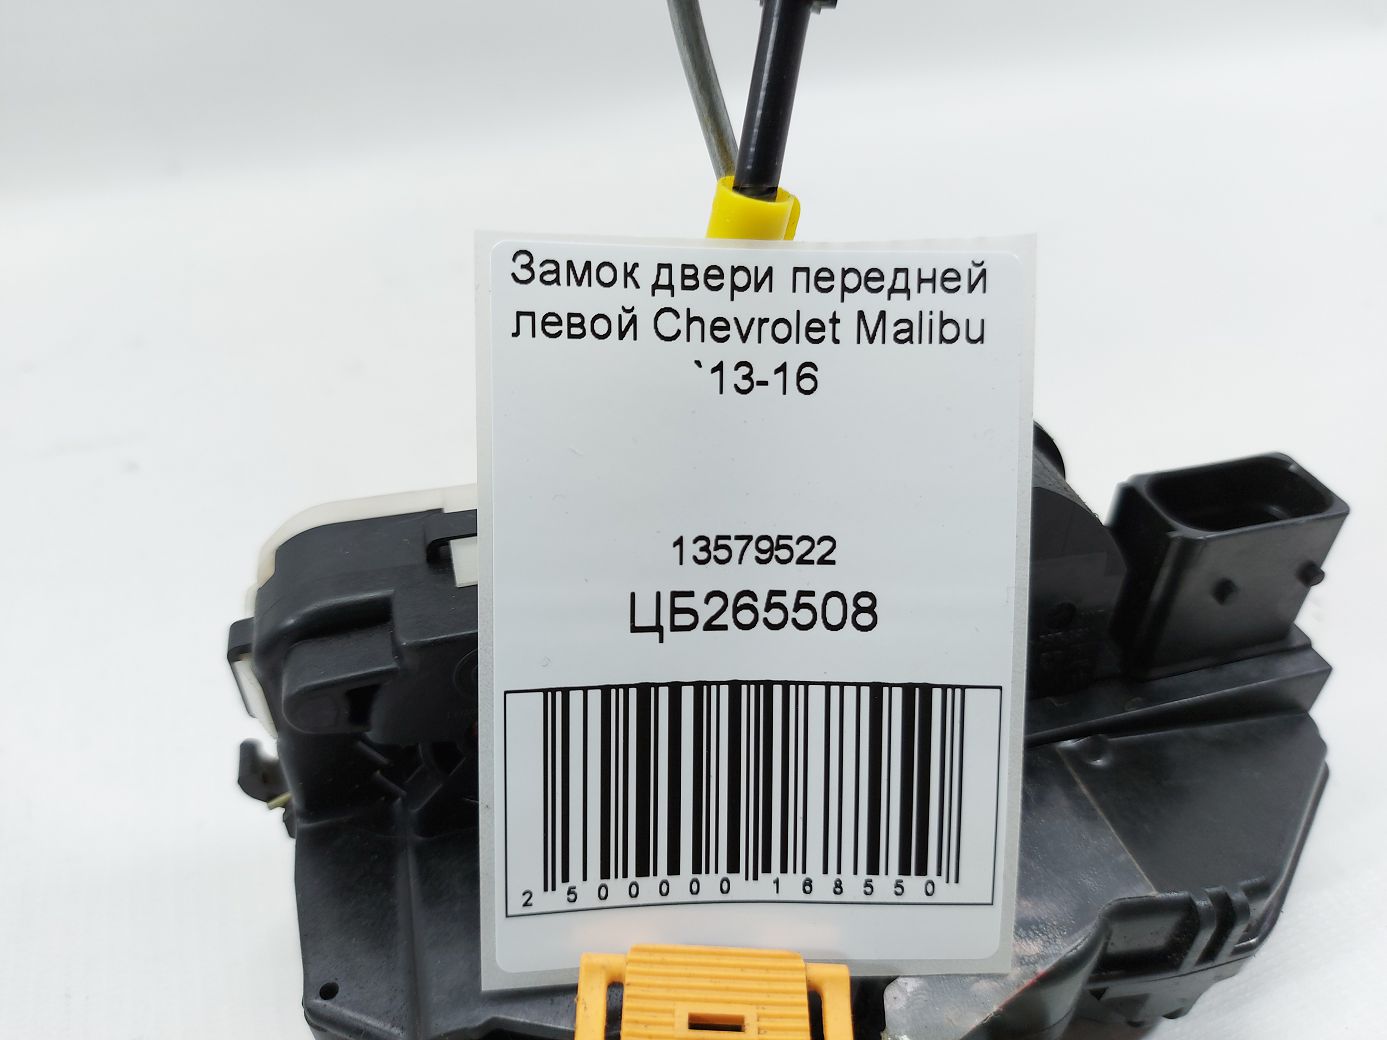 Замок двери передней
левой Chevrolet Malibu
`13-16
13579522
ЦБ265508
2 500000 168550